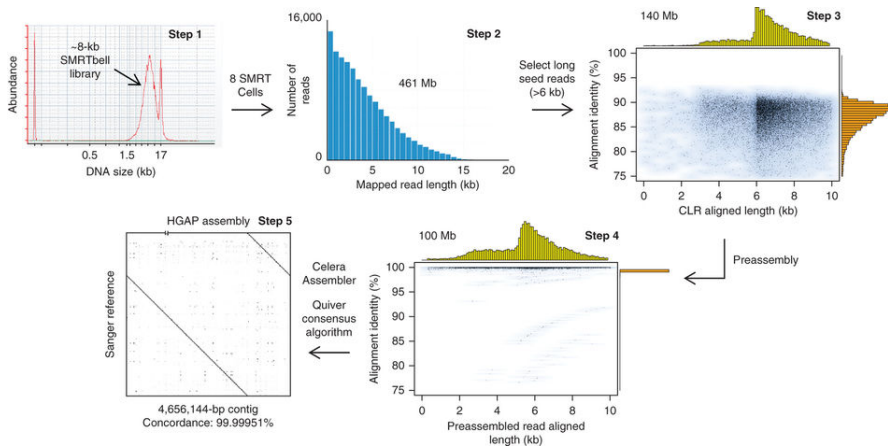 Step 1
~8-kb
SMRTbell
library
Abundance
0.5 1.5 17
DNA size (kb)
8 SMRT
Cells
Step 2
16,000
Number of
reads
461 Mb
0
0 5 10 15 20
Mapped read length (kb)
Select long
seed reads
(>6 kb)
140 Mb
Step 3
Alignment identity (%)
100
95
90
85
80
75
0 2 4 6 8 10
CLR aligned length (kb)
Preassembly
100 Mb
Step 4
Alignment identity (%)
100
95
90
85
80
75
0 2 4 6 8 10
Preassembled read aligned
length (kb)
Celera
Assembler
Quiver
consensus
algorithm
HGAP assembly
Step 5
Sanger reference
4,656,144-bp contig
Concordance: 99.99951%